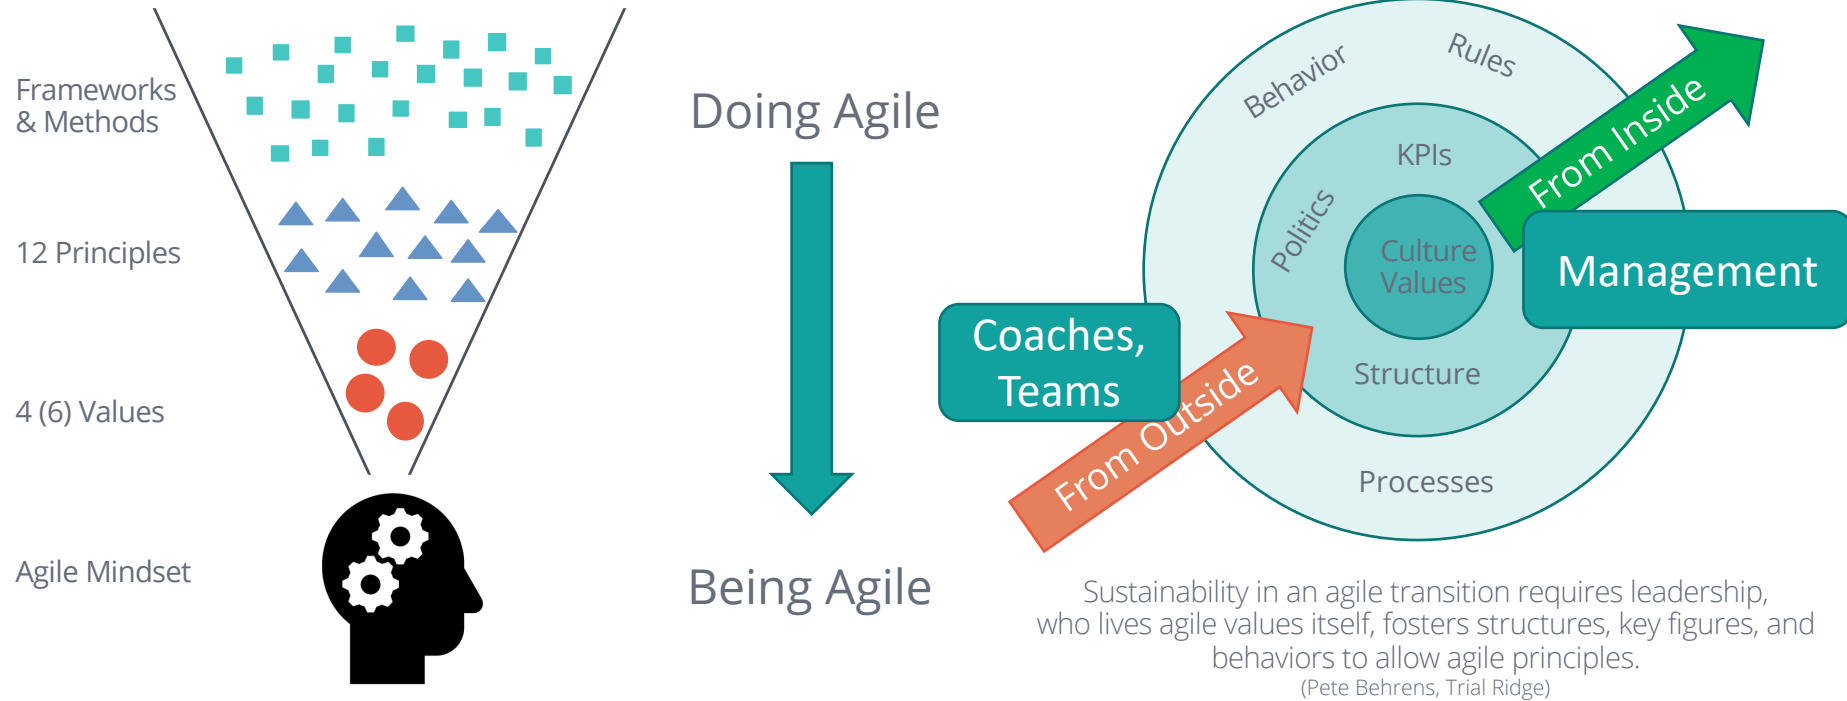 Frameworks
& Methods
12 Principles
4 (6) Values
Agile Mindset
Doing Agile
Being Agile
Behavior
Rules
KPIs
Politics
Culture
Values
Structure
Processes
From Inside
Management
Coaches,
Teams
From Outside
Sustainability in an agile transition requires leadership,
who lives agile values itself, fosters structures, key figures, and
behaviors to allow agile principles.
(Pete Behrens, Trial Ridge)